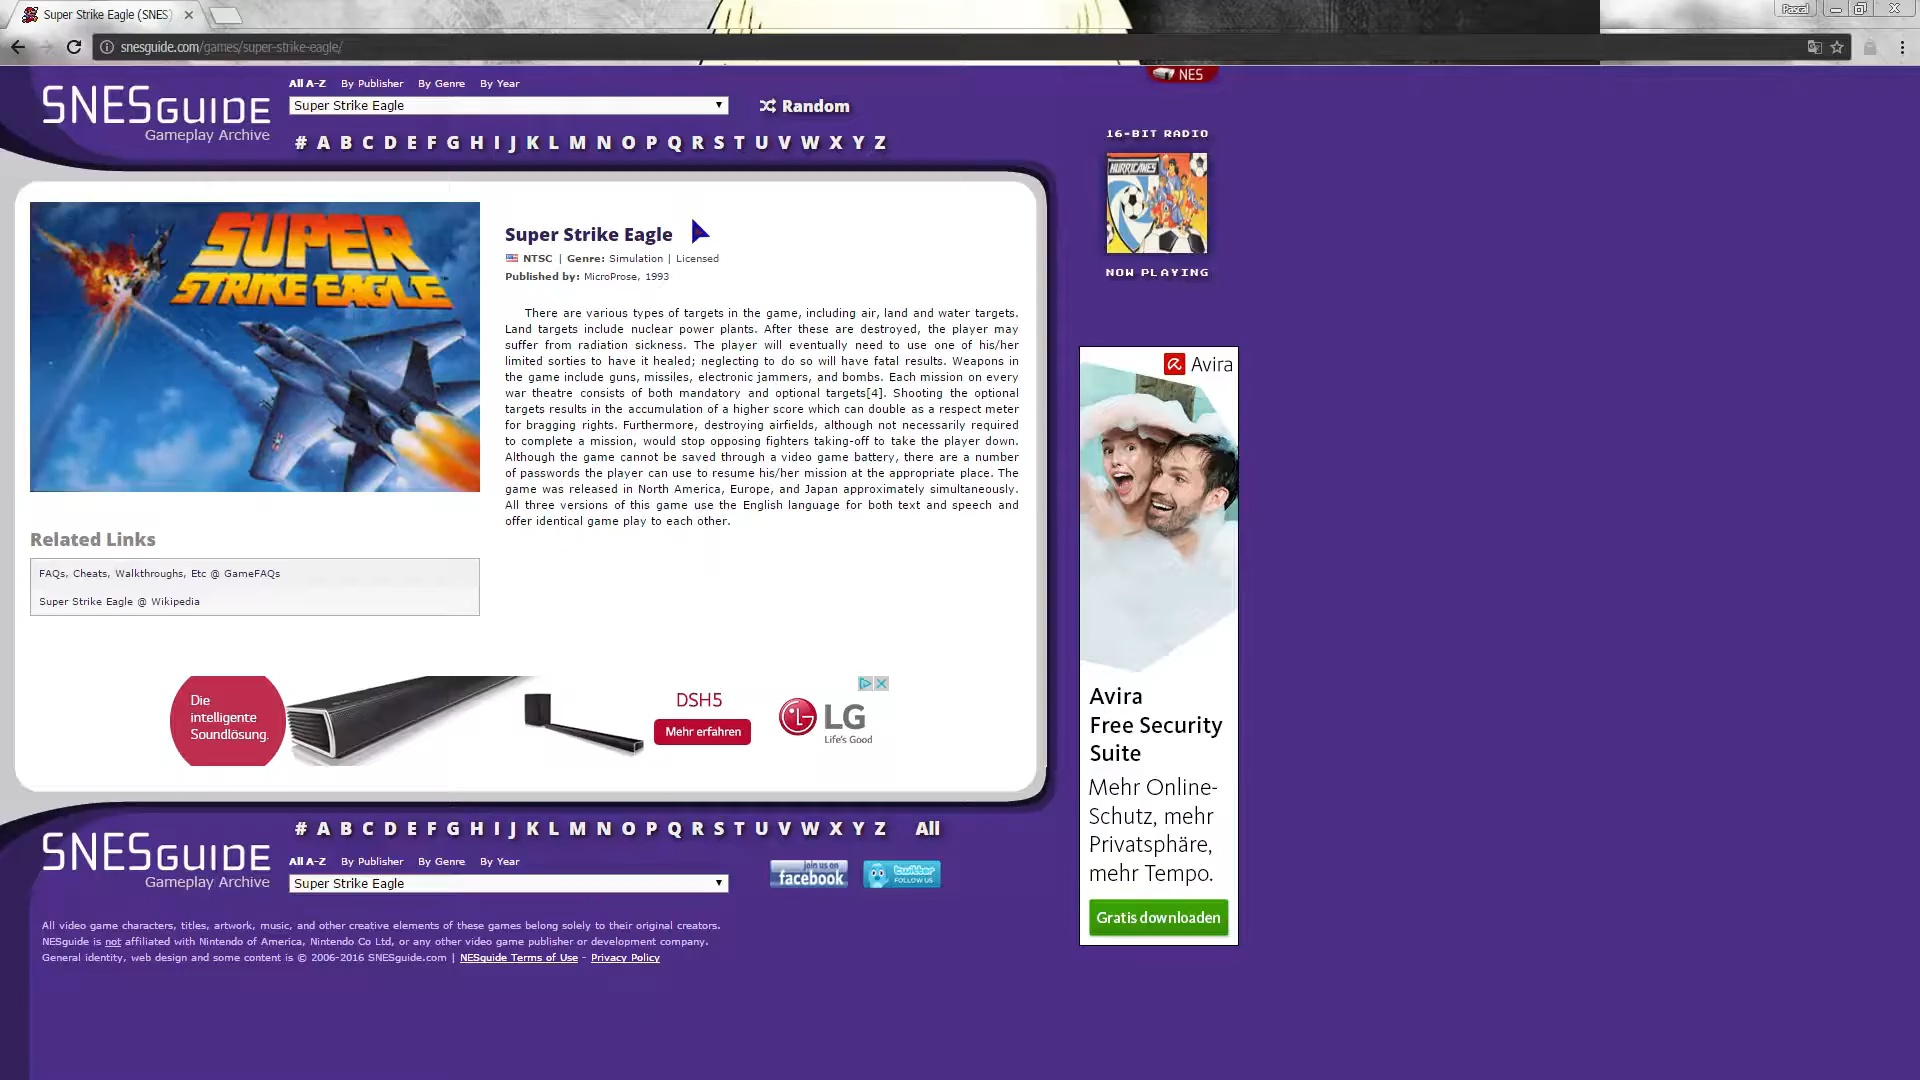 Super Strike Eagle (SNES)
Pascal
snesguide.com/games/super-strike-eagle/
SNESGUIDE
Gameplay Archive
All A-Z By Publisher By Genre By Year
Super Strike Eagle
Random
# A B C D E F G H I J K L M N O P Q R S T U V W X Y Z
NES
16-BIT RADIO
HURRICANES
NOW PLAYING
SUPER
STRIKE EAGLE
Super Strike Eagle
NTSC | Genre: Simulation | Licensed
Published by: MicroProse, 1993
There are various types of targets in the game, including air, land and water targets.
Land targets include nuclear power plants. After these are destroyed, the player may
suffer from radiation sickness. The player will eventually need to use one of his/her
limited sorties to have it healed; neglecting to do so will have fatal results. Weapons in
the game include guns, missiles, electronic jammers, and bombs. Each mission on every
war theatre consists of both mandatory and optional targets[4]. Shooting the optional
targets results in the accumulation of a higher score which can double as a respect meter
for bragging rights. Furthermore, destroying airfields, although not necessarily required
to complete a mission, would stop opposing fighters taking-off to take the player down.
Although the game cannot be saved through a video game battery, there are a number
of passwords the player can use to resume his/her mission at the appropriate place. The
game was released in North America, Europe, and Japan approximately simultaneously.
All three versions of this game use the English language for both text and speech and
offer identical game play to each other.
Related Links
FAQs, Cheats, Walkthroughs, Etc @ GameFAQs
Super Strike Eagle @ Wikipedia
Die
intelligente
Soundlösung.
DSH5
Mehr erfahren
LG
Life's Good
Avira
Avira
Free Security
Suite
Mehr Online-
Schutz, mehr
Privatsphäre,
mehr Tempo.
Gratis downloaden
# A B C D E F G H I J K L M N O P Q R S T U V W X Y Z All
SNESGUIDE
Gameplay Archive
All A-Z By Publisher By Genre By Year
Super Strike Eagle
join us on
facebook
twitter
FOLLOW US
All video game characters, titles, artwork, music, and other creative elements of these games belong solely to their original creators.
NESguide is not affiliated with Nintendo of America, Nintendo Co Ltd, or any other video game publisher or development company.
General identity, web design and some content is © 2006-2016 SNESguide.com | NESguide Terms of Use - Privacy Policy